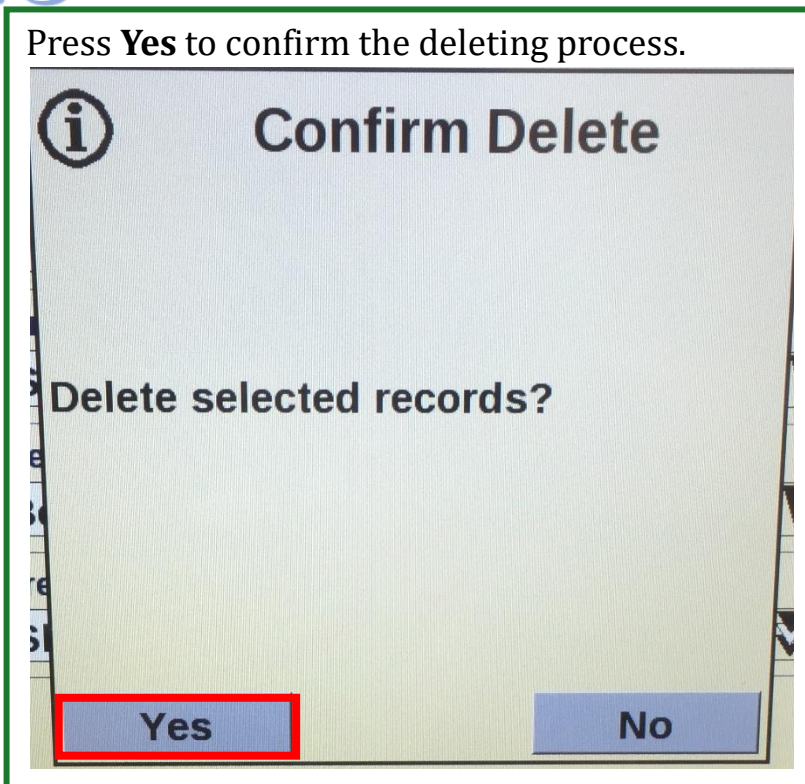 Press Yes to confirm the deleting process.
Confirm Delete
Delete selected records?
Yes
No